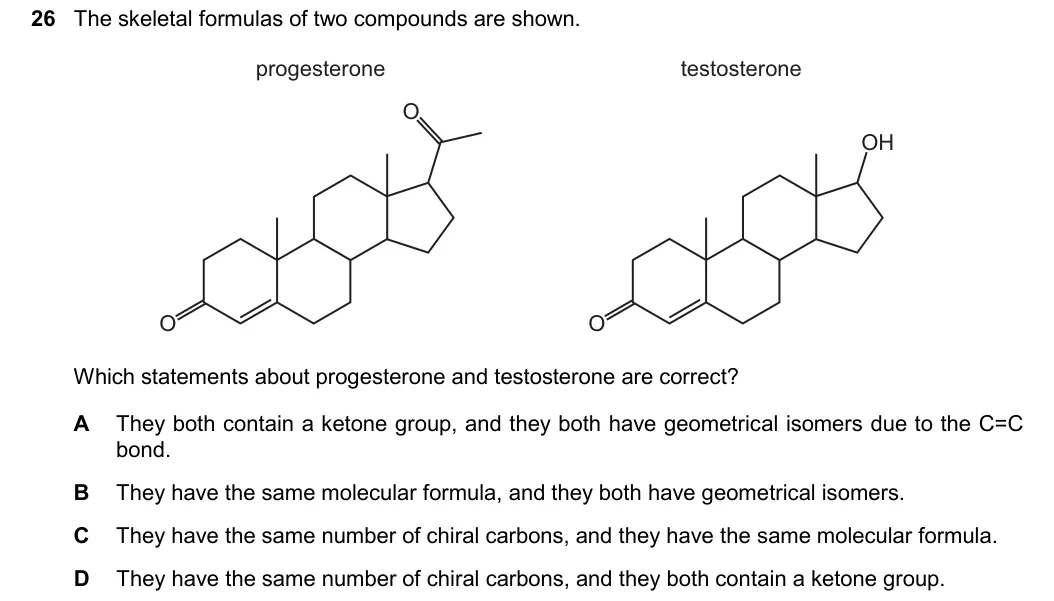 26 The skeletal formulas of two compounds are shown.
progesterone
testosterone
O
OH
O
O
Which statements about progesterone and testosterone are correct?
A They both contain a ketone group, and they both have geometrical isomers due to the C=C
bond.
B They have the same molecular formula, and they both have geometrical isomers.
C They have the same number of chiral carbons, and they have the same molecular formula.
D They have the same number of chiral carbons, and they both contain a ketone group.